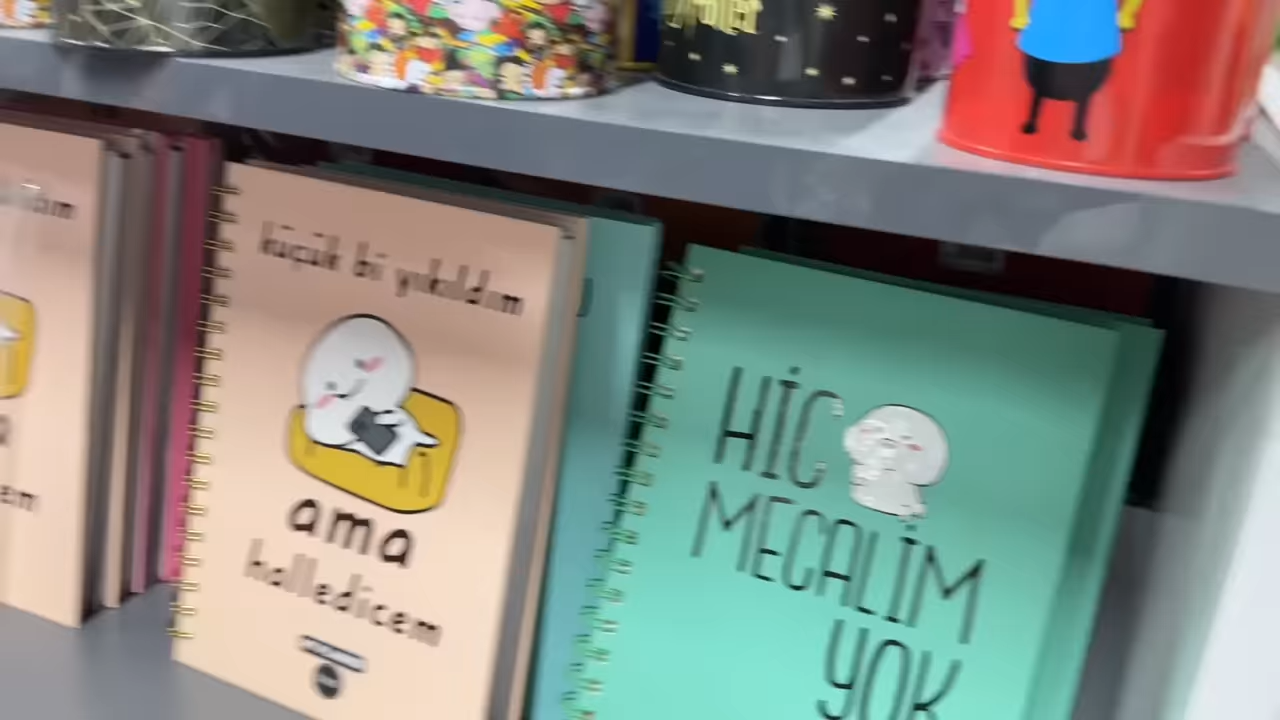 küçük bi yıkıldım
ama
halledicem
HİÇ
MECALİM
YOK